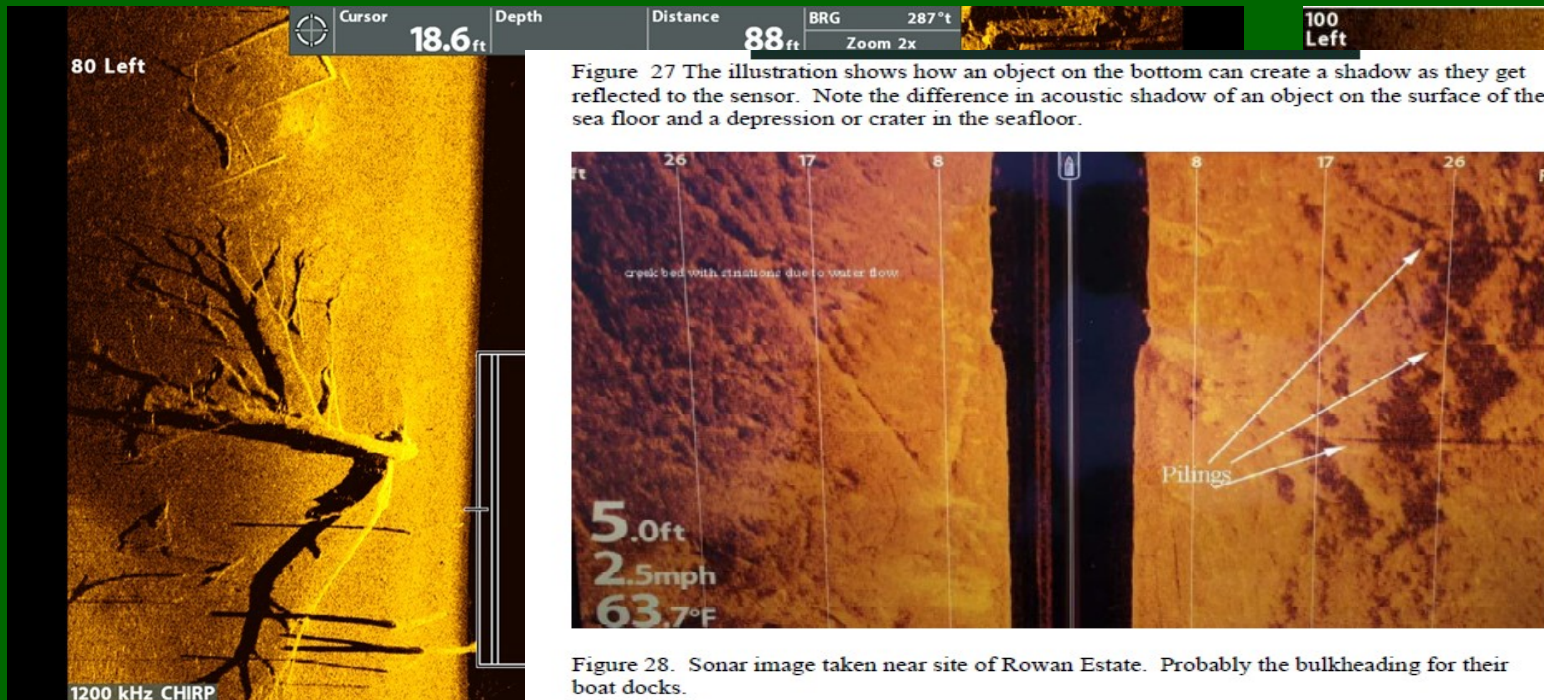 Cursor
18.6ft
Depth
Distance
88ft
BRG 287°t
Zoom 2x
100
Left
80 Left
1200 kHz CHIRP
Figure 27 The illustration shows how an object on the bottom can create a shadow as they get
reflected to the sensor. Note the difference in acoustic shadow of an object on the surface of the
sea floor and a depression or crater in the seafloor.
ft 26 17 8 8 17 26
creek bed with striations due to water flow
Pilings
5.0ft
2.5mph
63.7°F
Figure 28. Sonar image taken near site of Rowan Estate. Probably the bulkheading for their
boat docks.